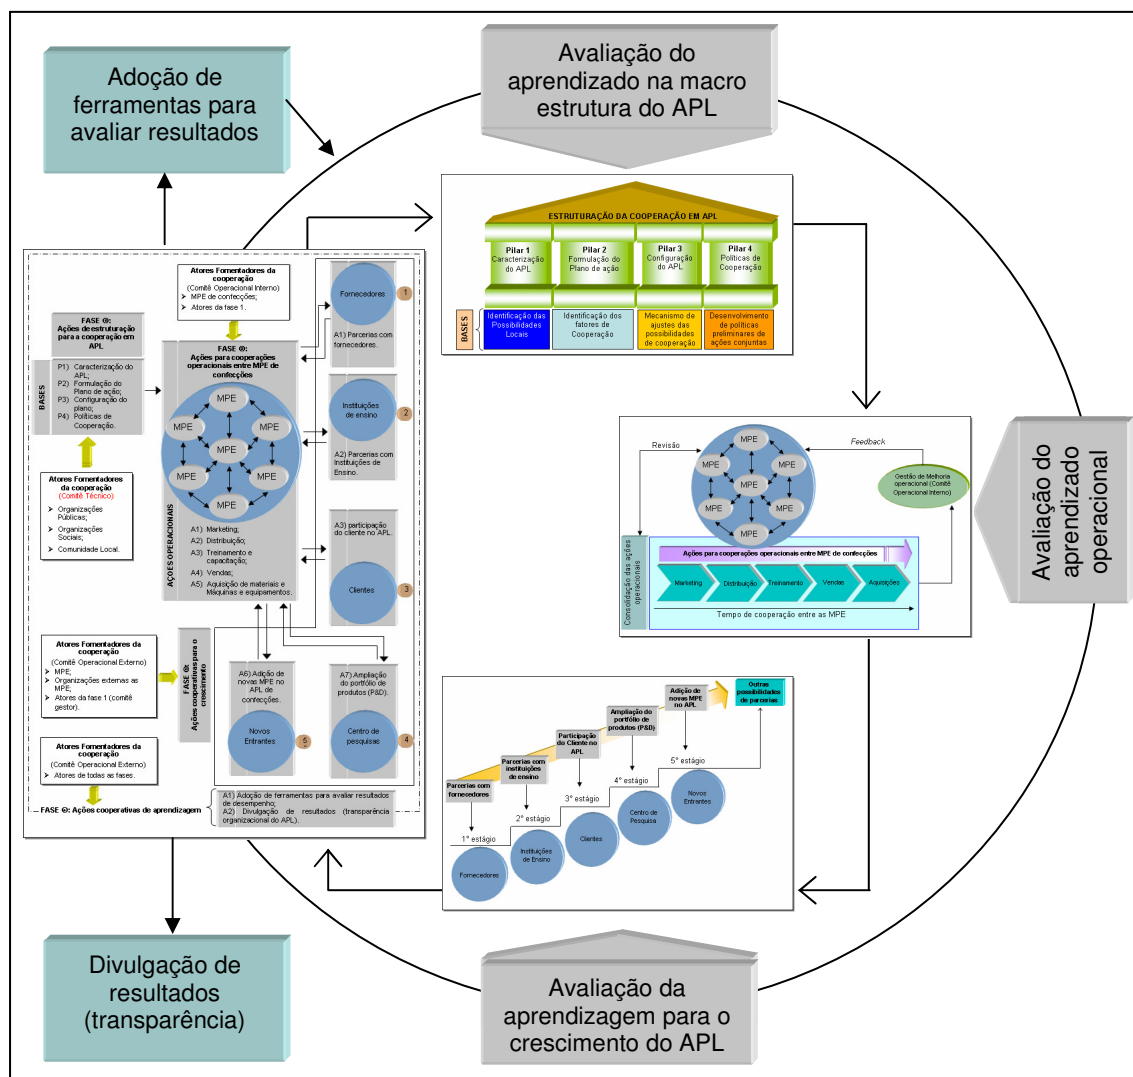 Adoção de
ferramentas para
avaliar resultados
Avaliação do
aprendizado na macro
estrutura do APL
ESTRUTURAÇÃO DA COOPERAÇÃO EM APL
Pilar 1
Caracterização
do APL
Pilar 2
Formulação do
Plano de ação
Pilar 3
Configuração
do APL
Pilar 4
Políticas de
Cooperação
BASES
Identificação das
Possibilidades
Locais
Identificação dos
fatores de
Cooperação
Mecanismo de
ajustes das
possibilidades
de cooperação
Desenvolvimento
de políticas
preliminares de
ações conjuntas
Atores Fomentadores da
cooperação
(Comitê Operacional Interno)
MPE de confecções;
Atores da fase 1.
Fornecedores
1
A1) Parcerias com
fornecedores.
FASE ①:
Ações de estruturação
para a cooperação em
APL
BASES
P1) Caracterização do
APL;
P2) Formulação do
Plano de ação;
P3) Configuração do
plano;
P4) Políticas de
Cooperação.
FASE ②:
Ações para cooperações
operacionais entre MPE de
confecções
MPE
MPE
MPE
MPE
MPE
MPE
MPE
Instituições
de ensino
2
A2) Parcerias com
Instituições de
Ensino.
Atores Fomentadores
da cooperação
(Comitê Técnico)
Organizações
Públicas;
Organizações
Sociais;
Comunidade Local.
AÇÕES OPERACIONAIS
A1) Marketing;
A2) Distribuição;
A3) Treinamento e
capacitação;
A4) Vendas;
A5) Aquisição de materiais e
Máquinas e equipamentos.
A3) participação
do cliente no APL.
Clientes
3
Atores Fomentadores da cooperação
(Comitê Operacional Externo)
MPE;
Organizações externas as
MPE;
Atores da fase 1 (comitê
gestor).
FASE ③:
Ações cooperativas para o
crescimento
A6) Adição de
novas MPE no
APL de
confecções.
Novos
Entrantes
5
A7) Ampliação
do portfólio de
produtos (P&D).
Centro de
pesquisas
4
Atores Fomentadores da
cooperação
(Comitê Operacional Externo)
Atores de todas as fases.
FASE ④: Ações cooperativas de aprendizagem
A1) Adoção de ferramentas para avaliar resultados
de desempenho;
A2) Divulgação de resultados (transparência
organizacional do APL).
Revisão
MPE
MPE
MPE
MPE
MPE
MPE
MPE
Feedback
Gestão de Melhoria
operacional (Comitê
Operacional Interno)
Consolidação das ações
operacionais
Ações para cooperações operacionais entre MPE de confecções
Marketing
Distribuição
Treinamento
Vendas
Aquisições
Tempo de cooperação entre as MPE
Avaliação do
aprendizado
operacional
Parcerias com
fornecedores
Parcerias com
instituições
de ensino
Participação
do Cliente no
APL
Ampliação do
portfólio de
produtos (P&D)
Adição de
novas MPE
no APL
Outras
possibilidades
de parcerias
1° estágio
2° estágio
3° estágio
4° estágio
5° estágio
Fornecedores
Instituições
de Ensino
Clientes
Centro de
Pesquisa
Novos
Entrantes
Divulgação de
resultados
(transparência)
Avaliação da
aprendizagem para o
crescimento do APL